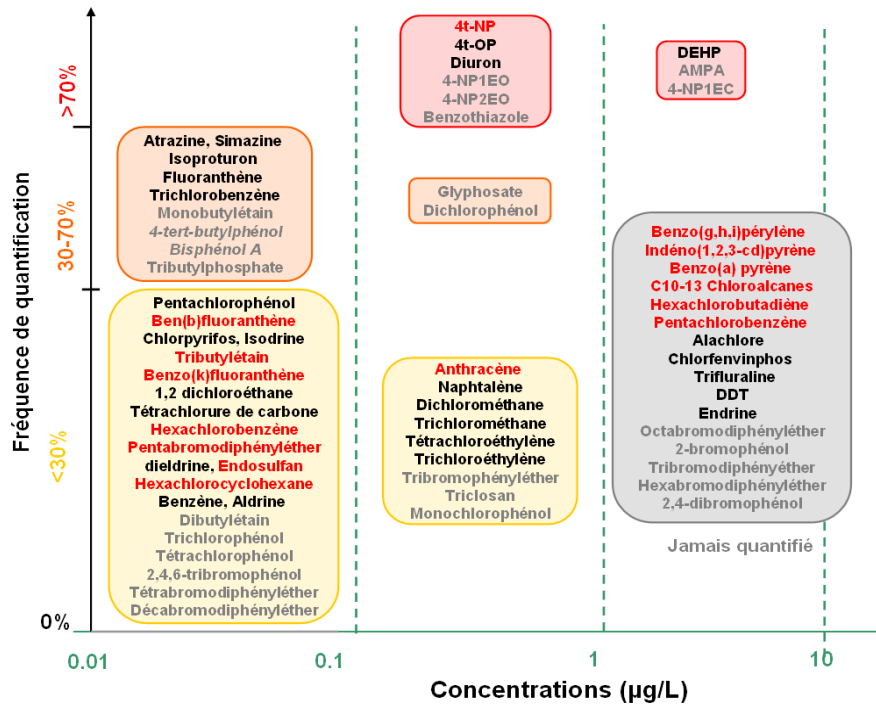 Fréquence de quantification
>70%
30-70%
<30%
0%
4t-NP
4t-OP
Diuron
4-NP1EO
4-NP2EO
Benzothiazole
DEHP
AMPA
4-NP1EC
Atrazine, Simazine
Isoproturon
Fluoranthène
Trichlorobenzène
Monobutylétain
4-tert-butylphénol
Bisphénol A
Tributylphosphate
Glyphosate
Dichlorophénol
Pentachlorophénol
Ben(b)fluoranthène
Chlorpyrifos, Isodrine
Tributylétain
Benzo(k)fluoranthène
1,2 dichloroéthane
Tétrachlorure de carbone
Hexachlorobenzène
Pentabromodiphényléther
dieldrine, Endosulfan
Hexachlorocyclohexane
Benzène, Aldrine
Dibutylétain
Trichlorophénol
Tétrachlorophénol
2,4,6-tribromophénol
Tétrabromodiphényléther
Décabromodiphényléther
Anthracène
Naphtalène
Dichlorométhane
Trichlorométhane
Tétrachloroéthylène
Trichloroéthylène
Tribromophényléther
Triclosan
Monochlorophénol
Benzo(g,h,i)pérylène
Indéno(1,2,3-cd)pyrène
Benzo(a) pyrène
C10-13 Chloroalcanes
Hexachlorobutadiène
Pentachlorobenzène
Alachlore
Chlorfenvinphos
Trifluraline
DDT
Endrine
Octabromodiphényléther
2-bromophénol
Tribromodiphényéther
Hexabromodiphényléther
2,4-dibromophénol
Jamais quantifié
0.01
0.1
1
10
Concentrations (µg/L)